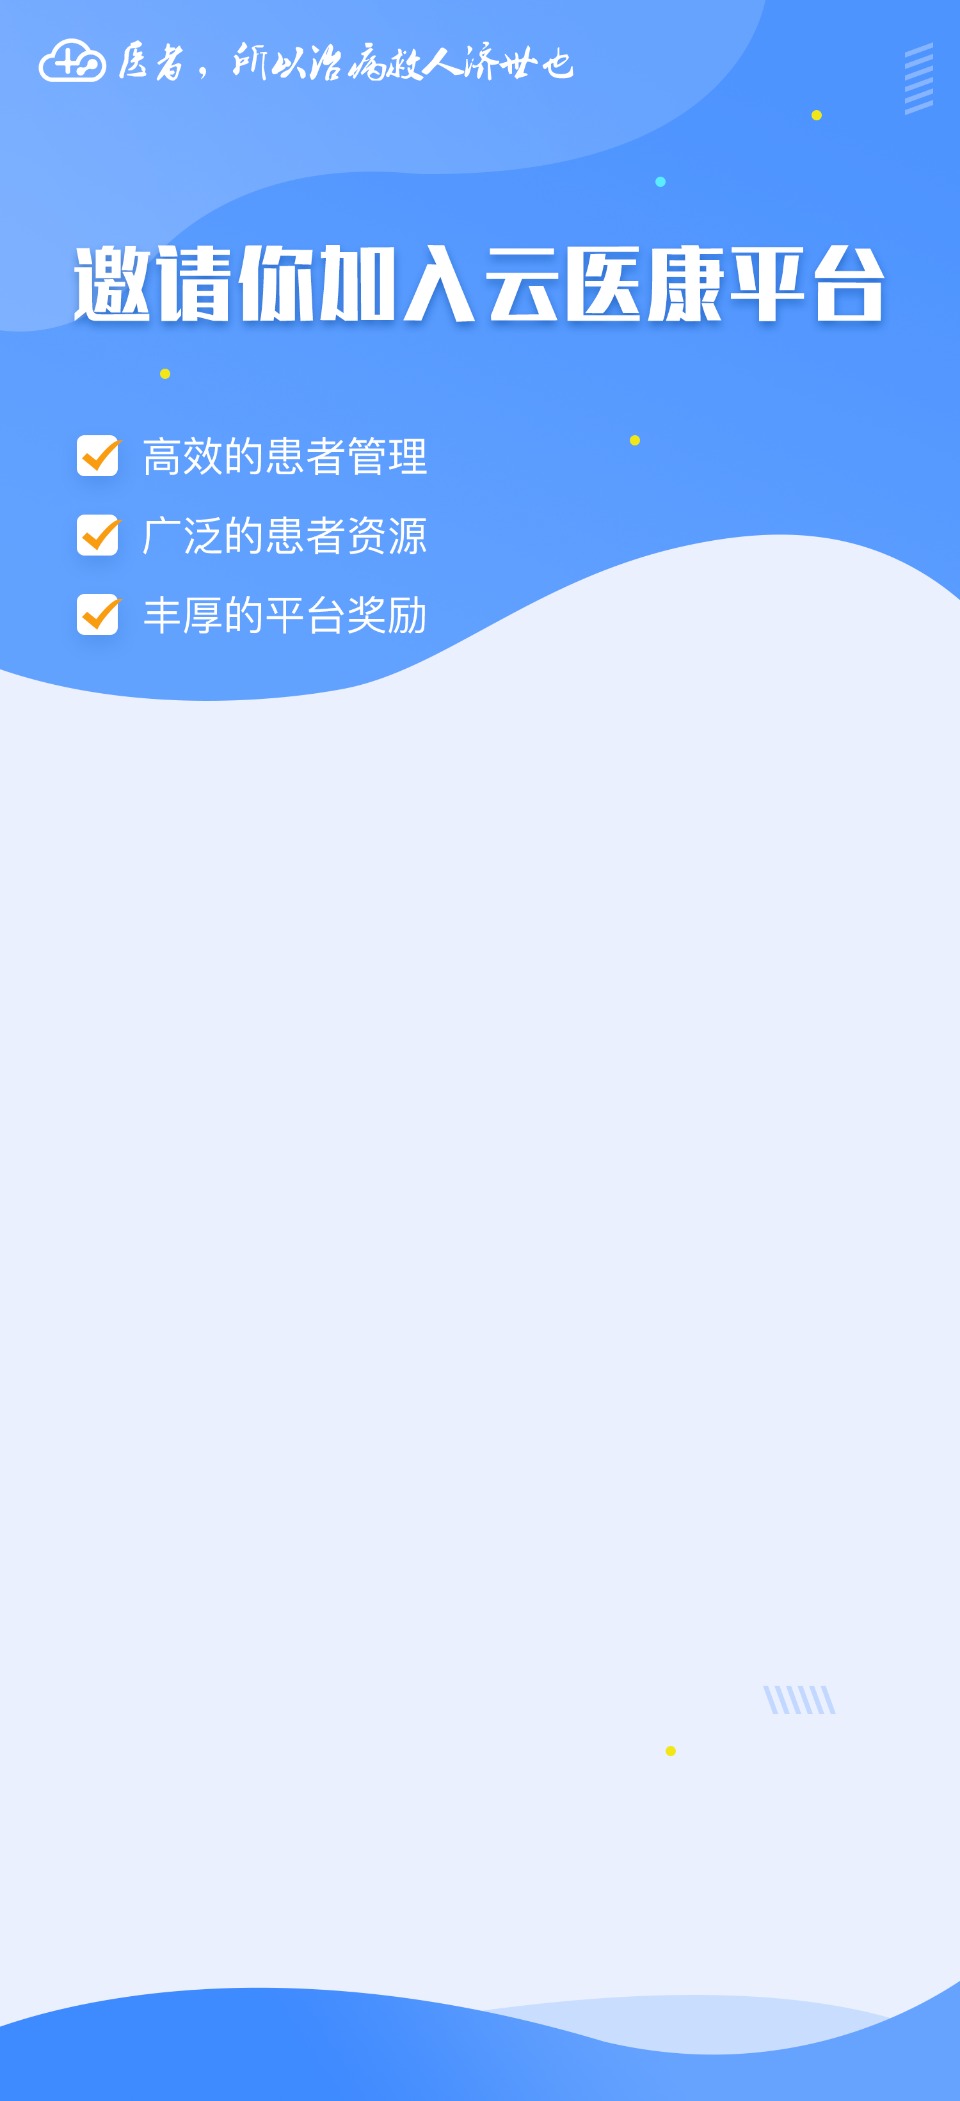 医者，所以治病救人济世也
邀请你加入云医康平台
高效的患者管理
广泛的患者资源
丰厚的平台奖励